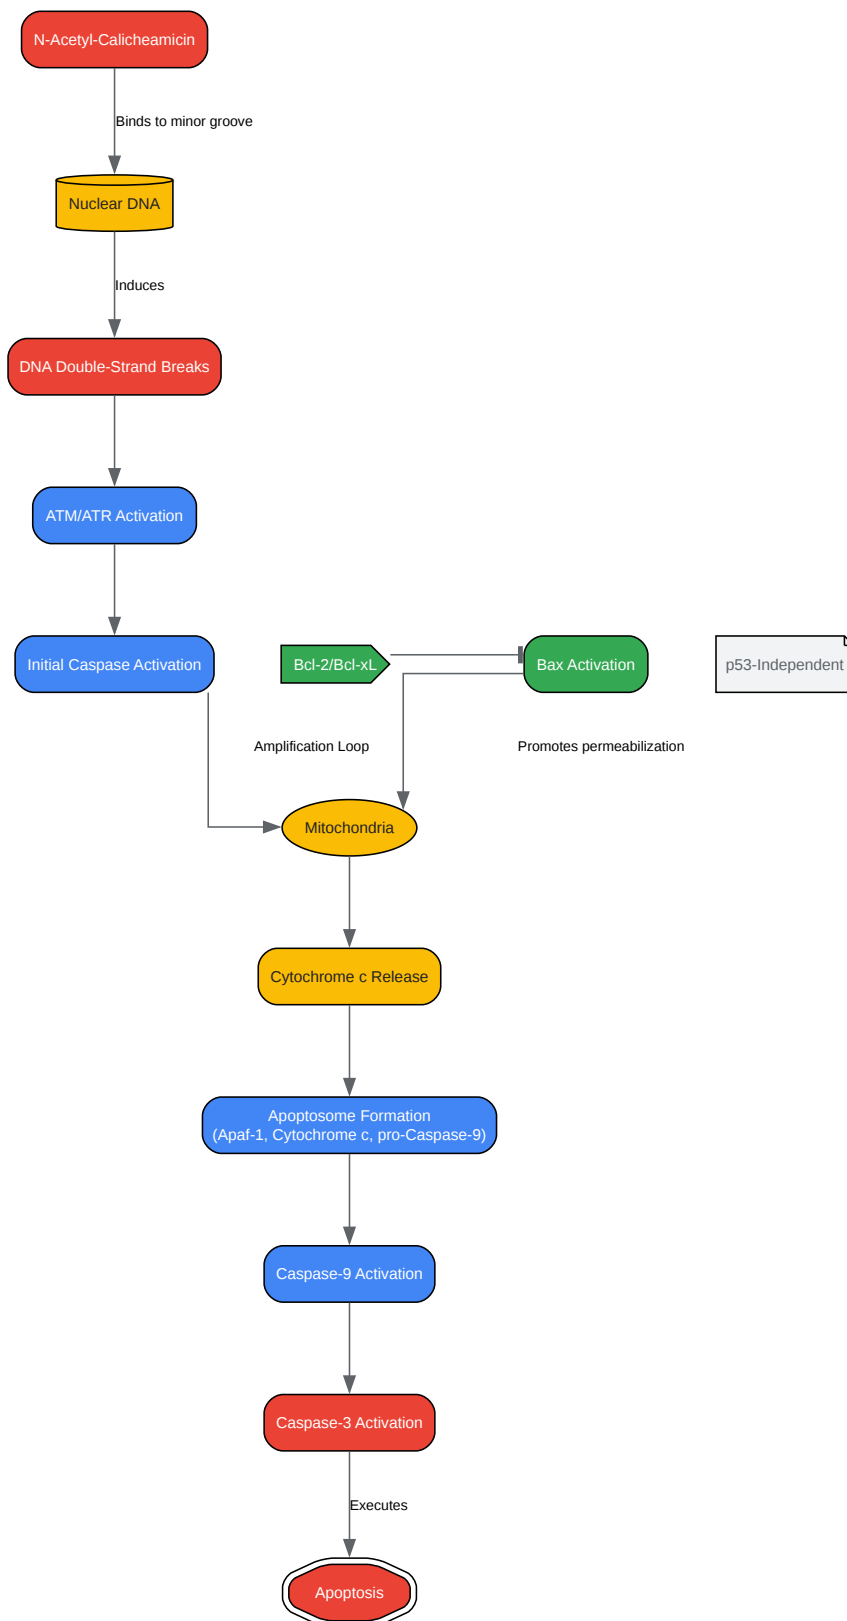 N-Acetyl-Calicheamicin
Binds to minor groove
Nuclear DNA
Induces
DNA Double-Strand Breaks
ATM/ATR Activation
Initial Caspase Activation
Bcl-2/Bcl-xL
Bax Activation
p53-Independent
Amplification Loop
Promotes permeabilization
Mitochondria
Cytochrome c Release
Apoptosome Formation
(Apaf-1, Cytochrome c, pro-Caspase-9)
Caspase-9 Activation
Caspase-3 Activation
Executes
Apoptosis